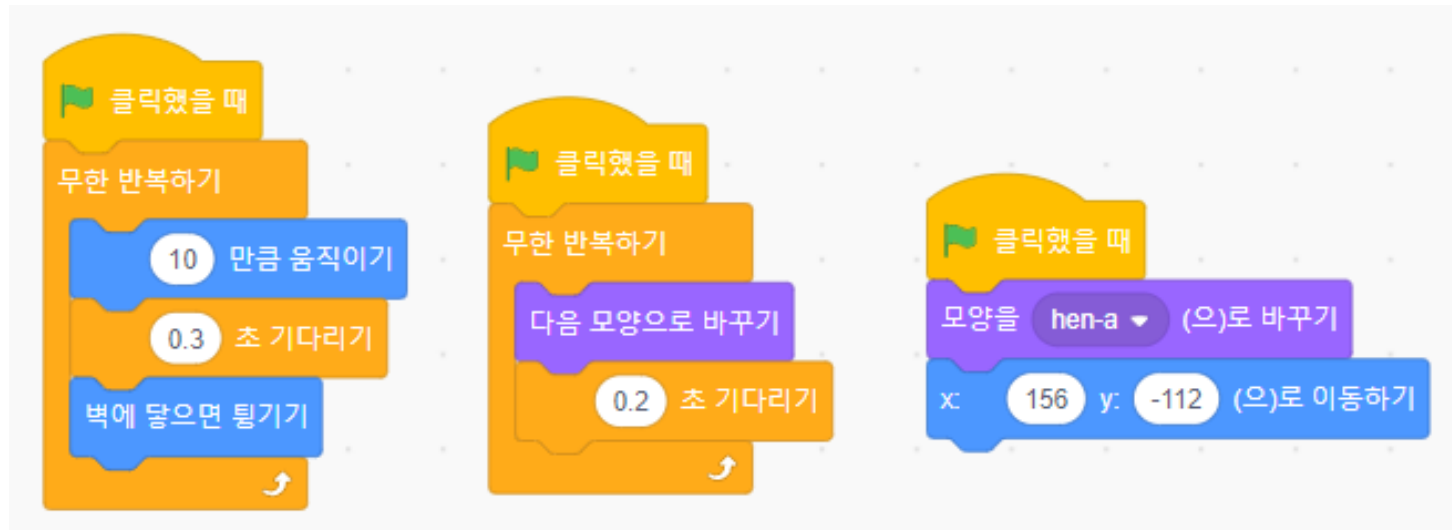 클릭했을 때
무한 반복하기
10 만큼 움직이기
0.3 초 기다리기
벽에 닿으면 튕기기
클릭했을 때
무한 반복하기
다음 모양으로 바꾸기
0.2 초 기다리기
클릭했을 때
모양을 hen-a (으)로 바꾸기
x: 156 y: -112 (으)로 이동하기